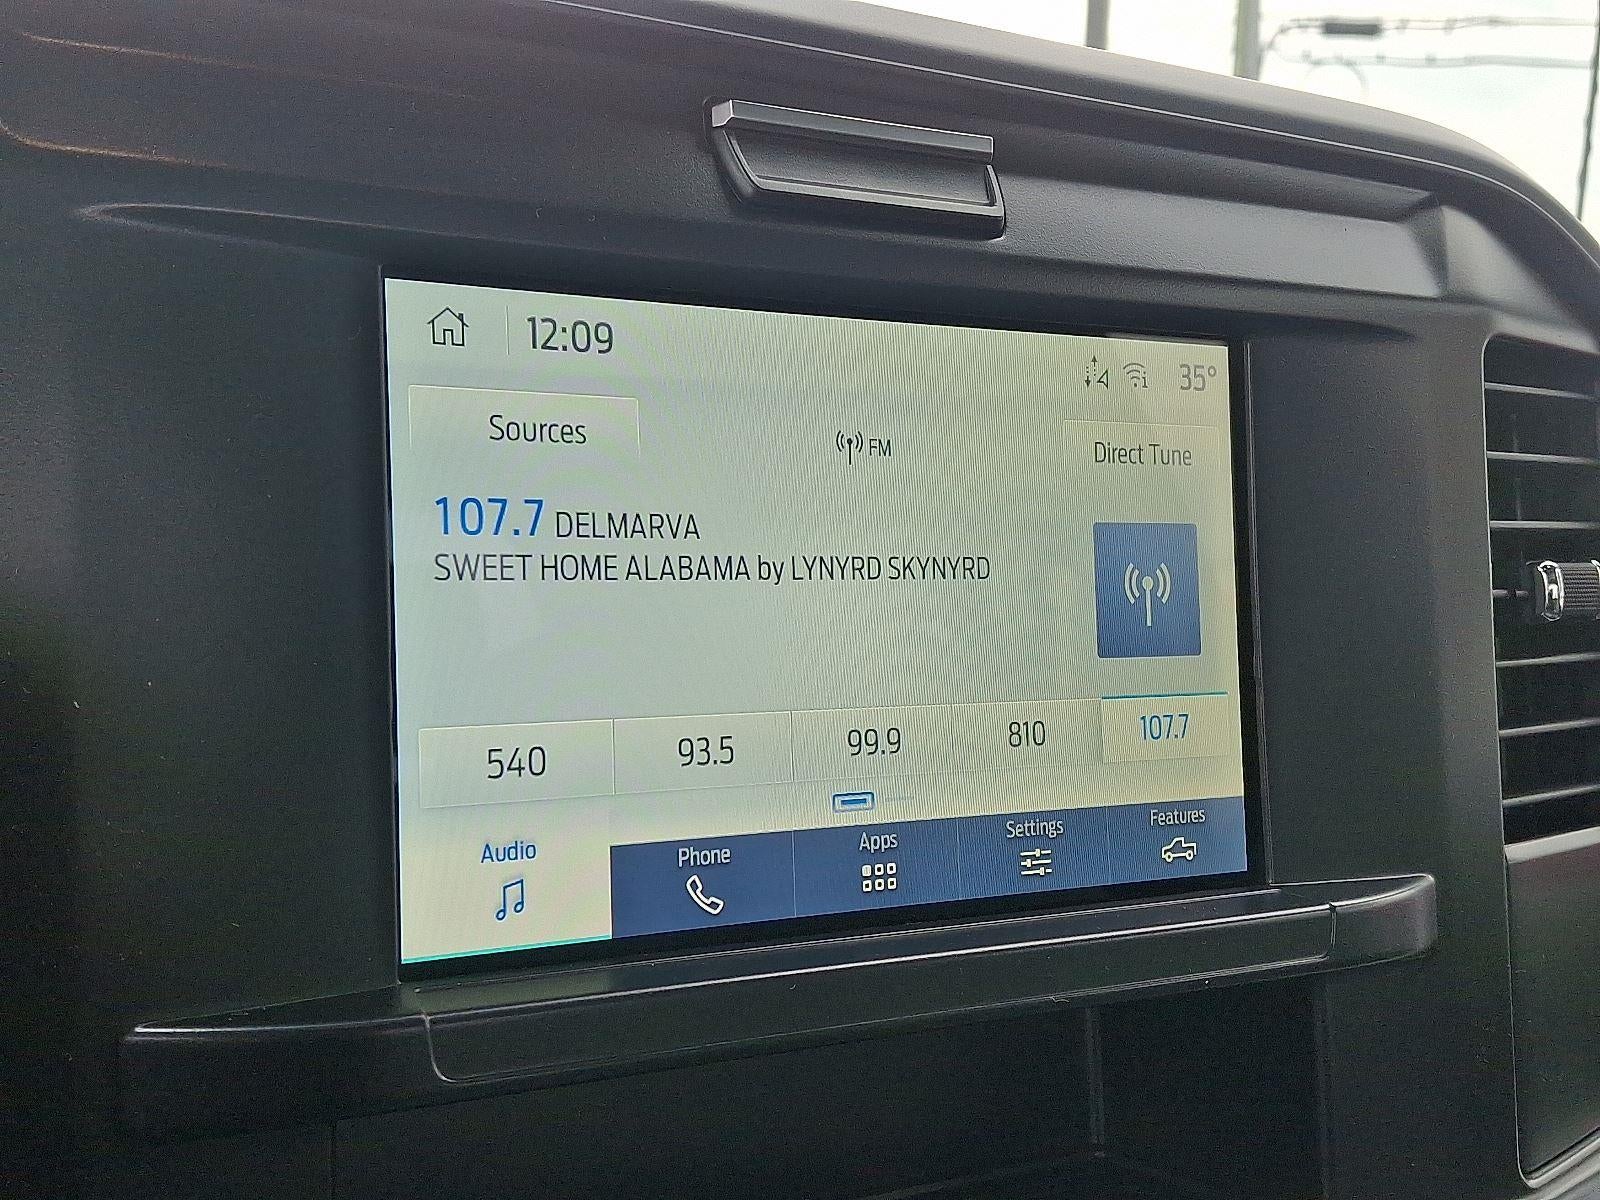 12:09
35°
Sources
FM
Direct Tune
107.7 DELMARVA
SWEET HOME ALABAMA by LYNYRD SKYNYRD
540 93.5 99.9 810 107.7
Audio Phone Apps Settings Features